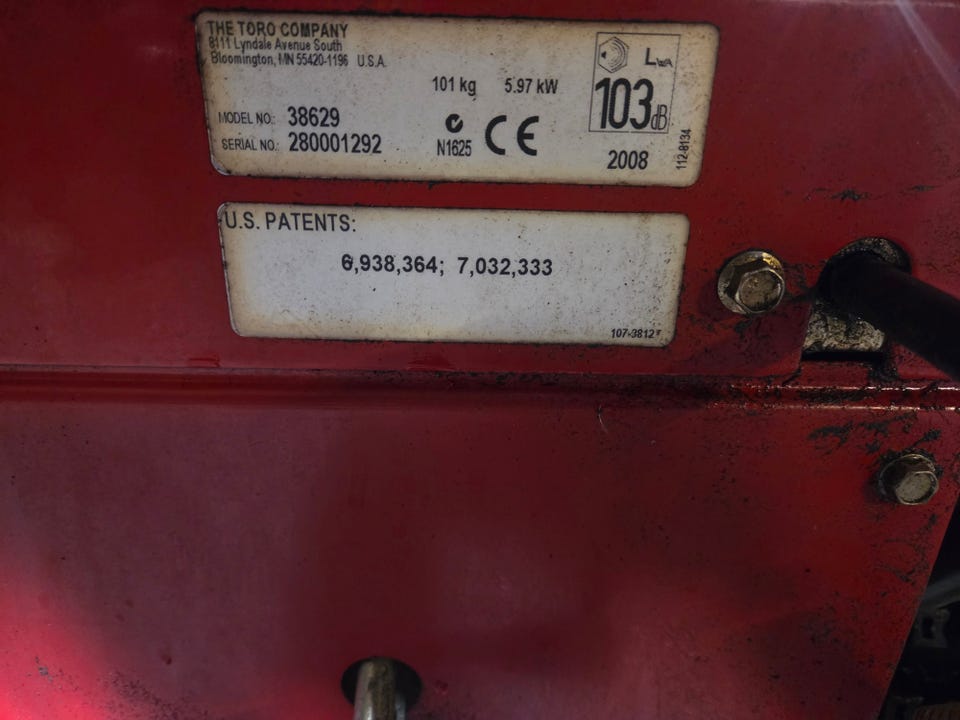 THE TORO COMPANY
8111 Lyndale Avenue South
Bloomington, MN 55420-1196 U.S.A.
101 kg 5.97 kW
MODEL NO.: 38629
SERIAL NO.: 280001292
N1625 CE
LWA
103dB
2008
112-8134
U.S. PATENTS:
6,938,364; 7,032,333
107-3812